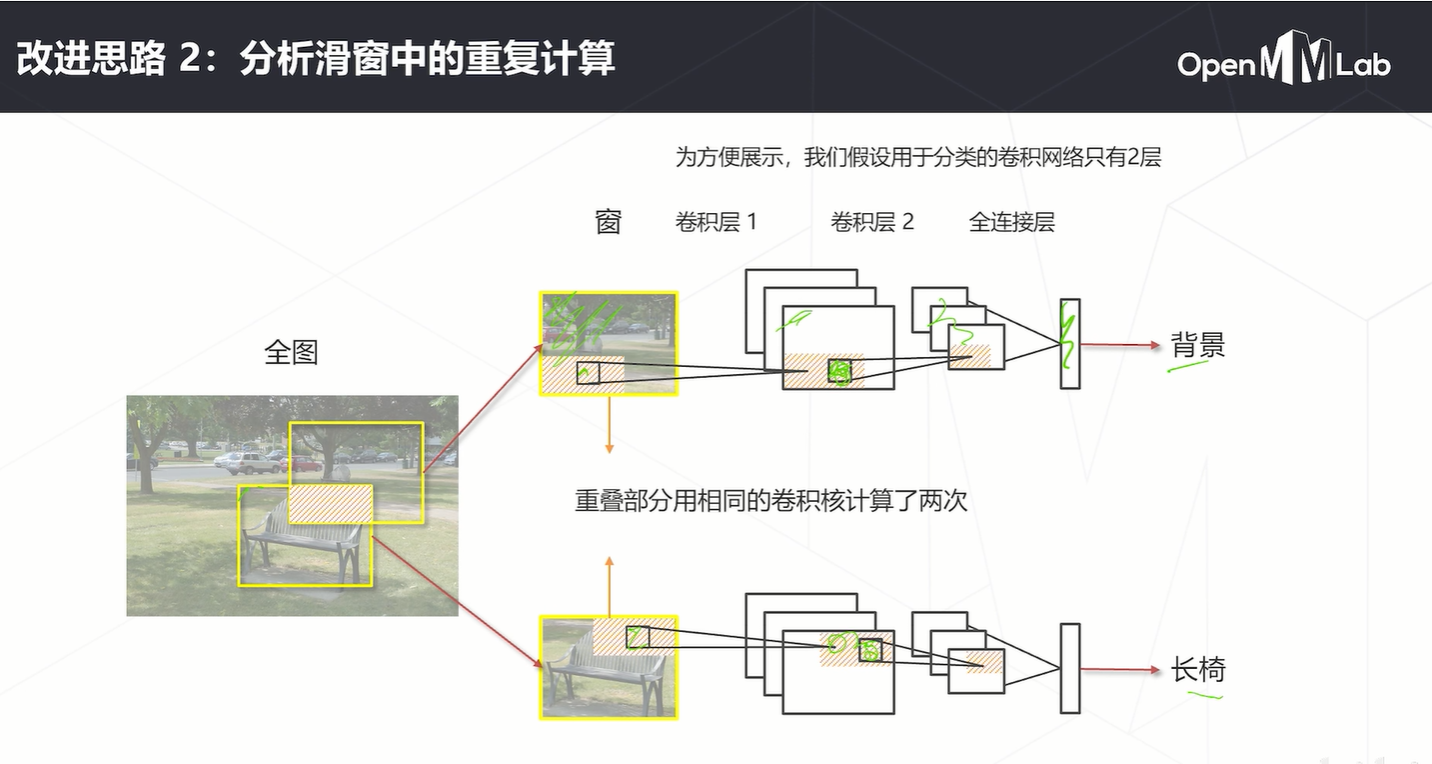 改进思路 2：分析滑窗中的重复计算
OpenMMLab
为方便展示，我们假设用于分类的卷积网络只有2层
窗
卷积层 1
卷积层 2
全连接层
全图
背景
重叠部分用相同的卷积核计算了两次
长椅